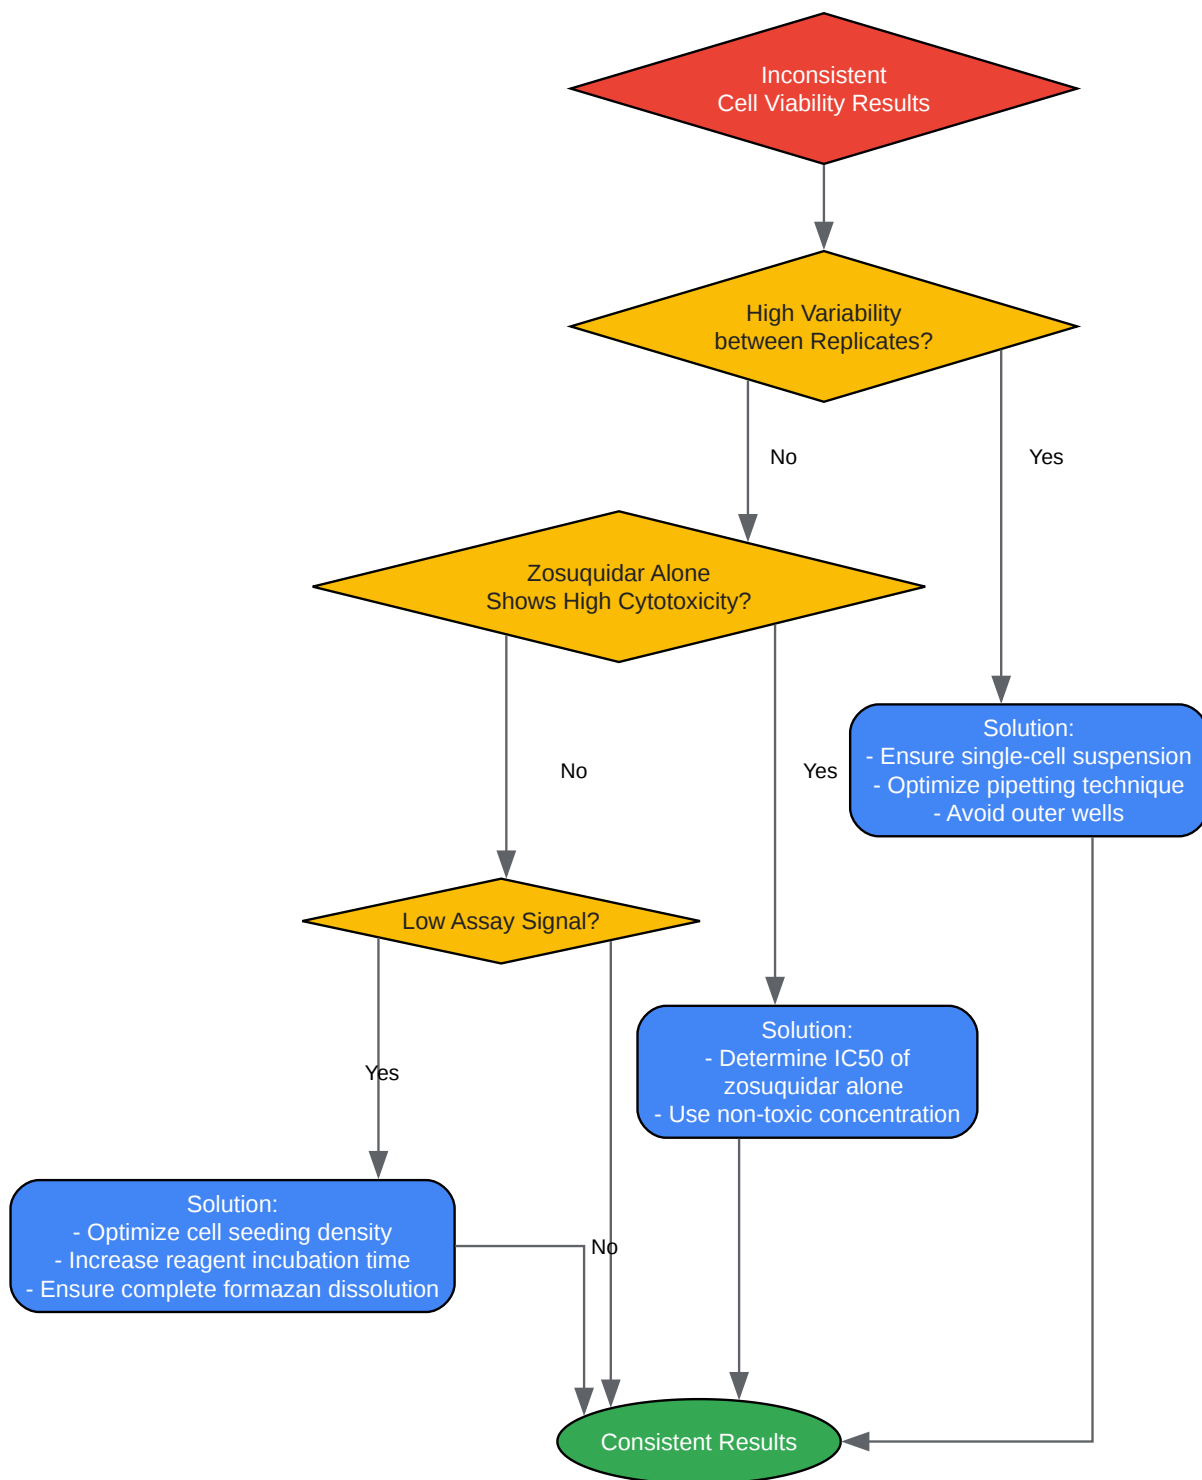 Inconsistent
Cell Viability Results
High Variability
between Replicates?
No
Yes
Zosuquidar Alone
Shows High Cytotoxicity?
No
Yes
Solution:
- Ensure single-cell suspension
- Optimize pipetting technique
- Avoid outer wells
Low Assay Signal?
Solution:
- Determine IC50 of
zosuquidar alone
- Use non-toxic concentration
Yes
Solution:
- Optimize cell seeding density
- Increase reagent incubation time
- Ensure complete formazan dissolution
No
Consistent Results